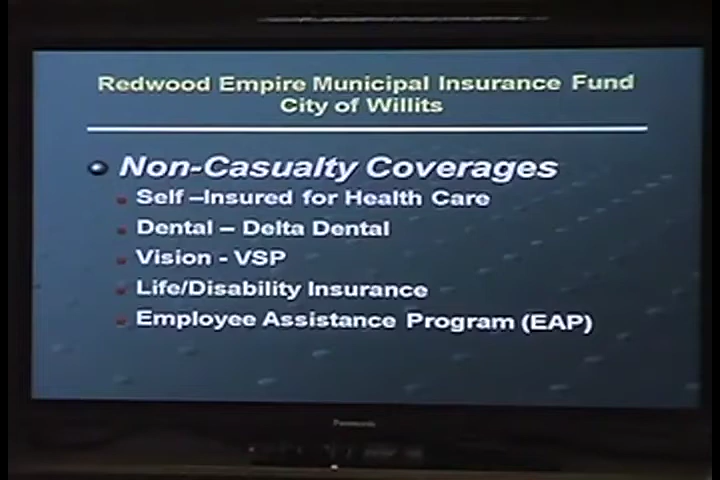 Redwood Empire Municipal Insurance Fund
City of Willits
Non-Casualty Coverages
Self –Insured for Health Care
Dental – Delta Dental
Vision - VSP
Life/Disability Insurance
Employee Assistance Program (EAP)
Panasonic